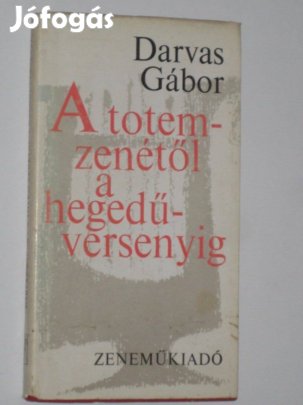 Jófogás
Darvas
Gábor
A totem-
zenétől
a
hegedű-
versenyig
ZENEMŰKIADÓ